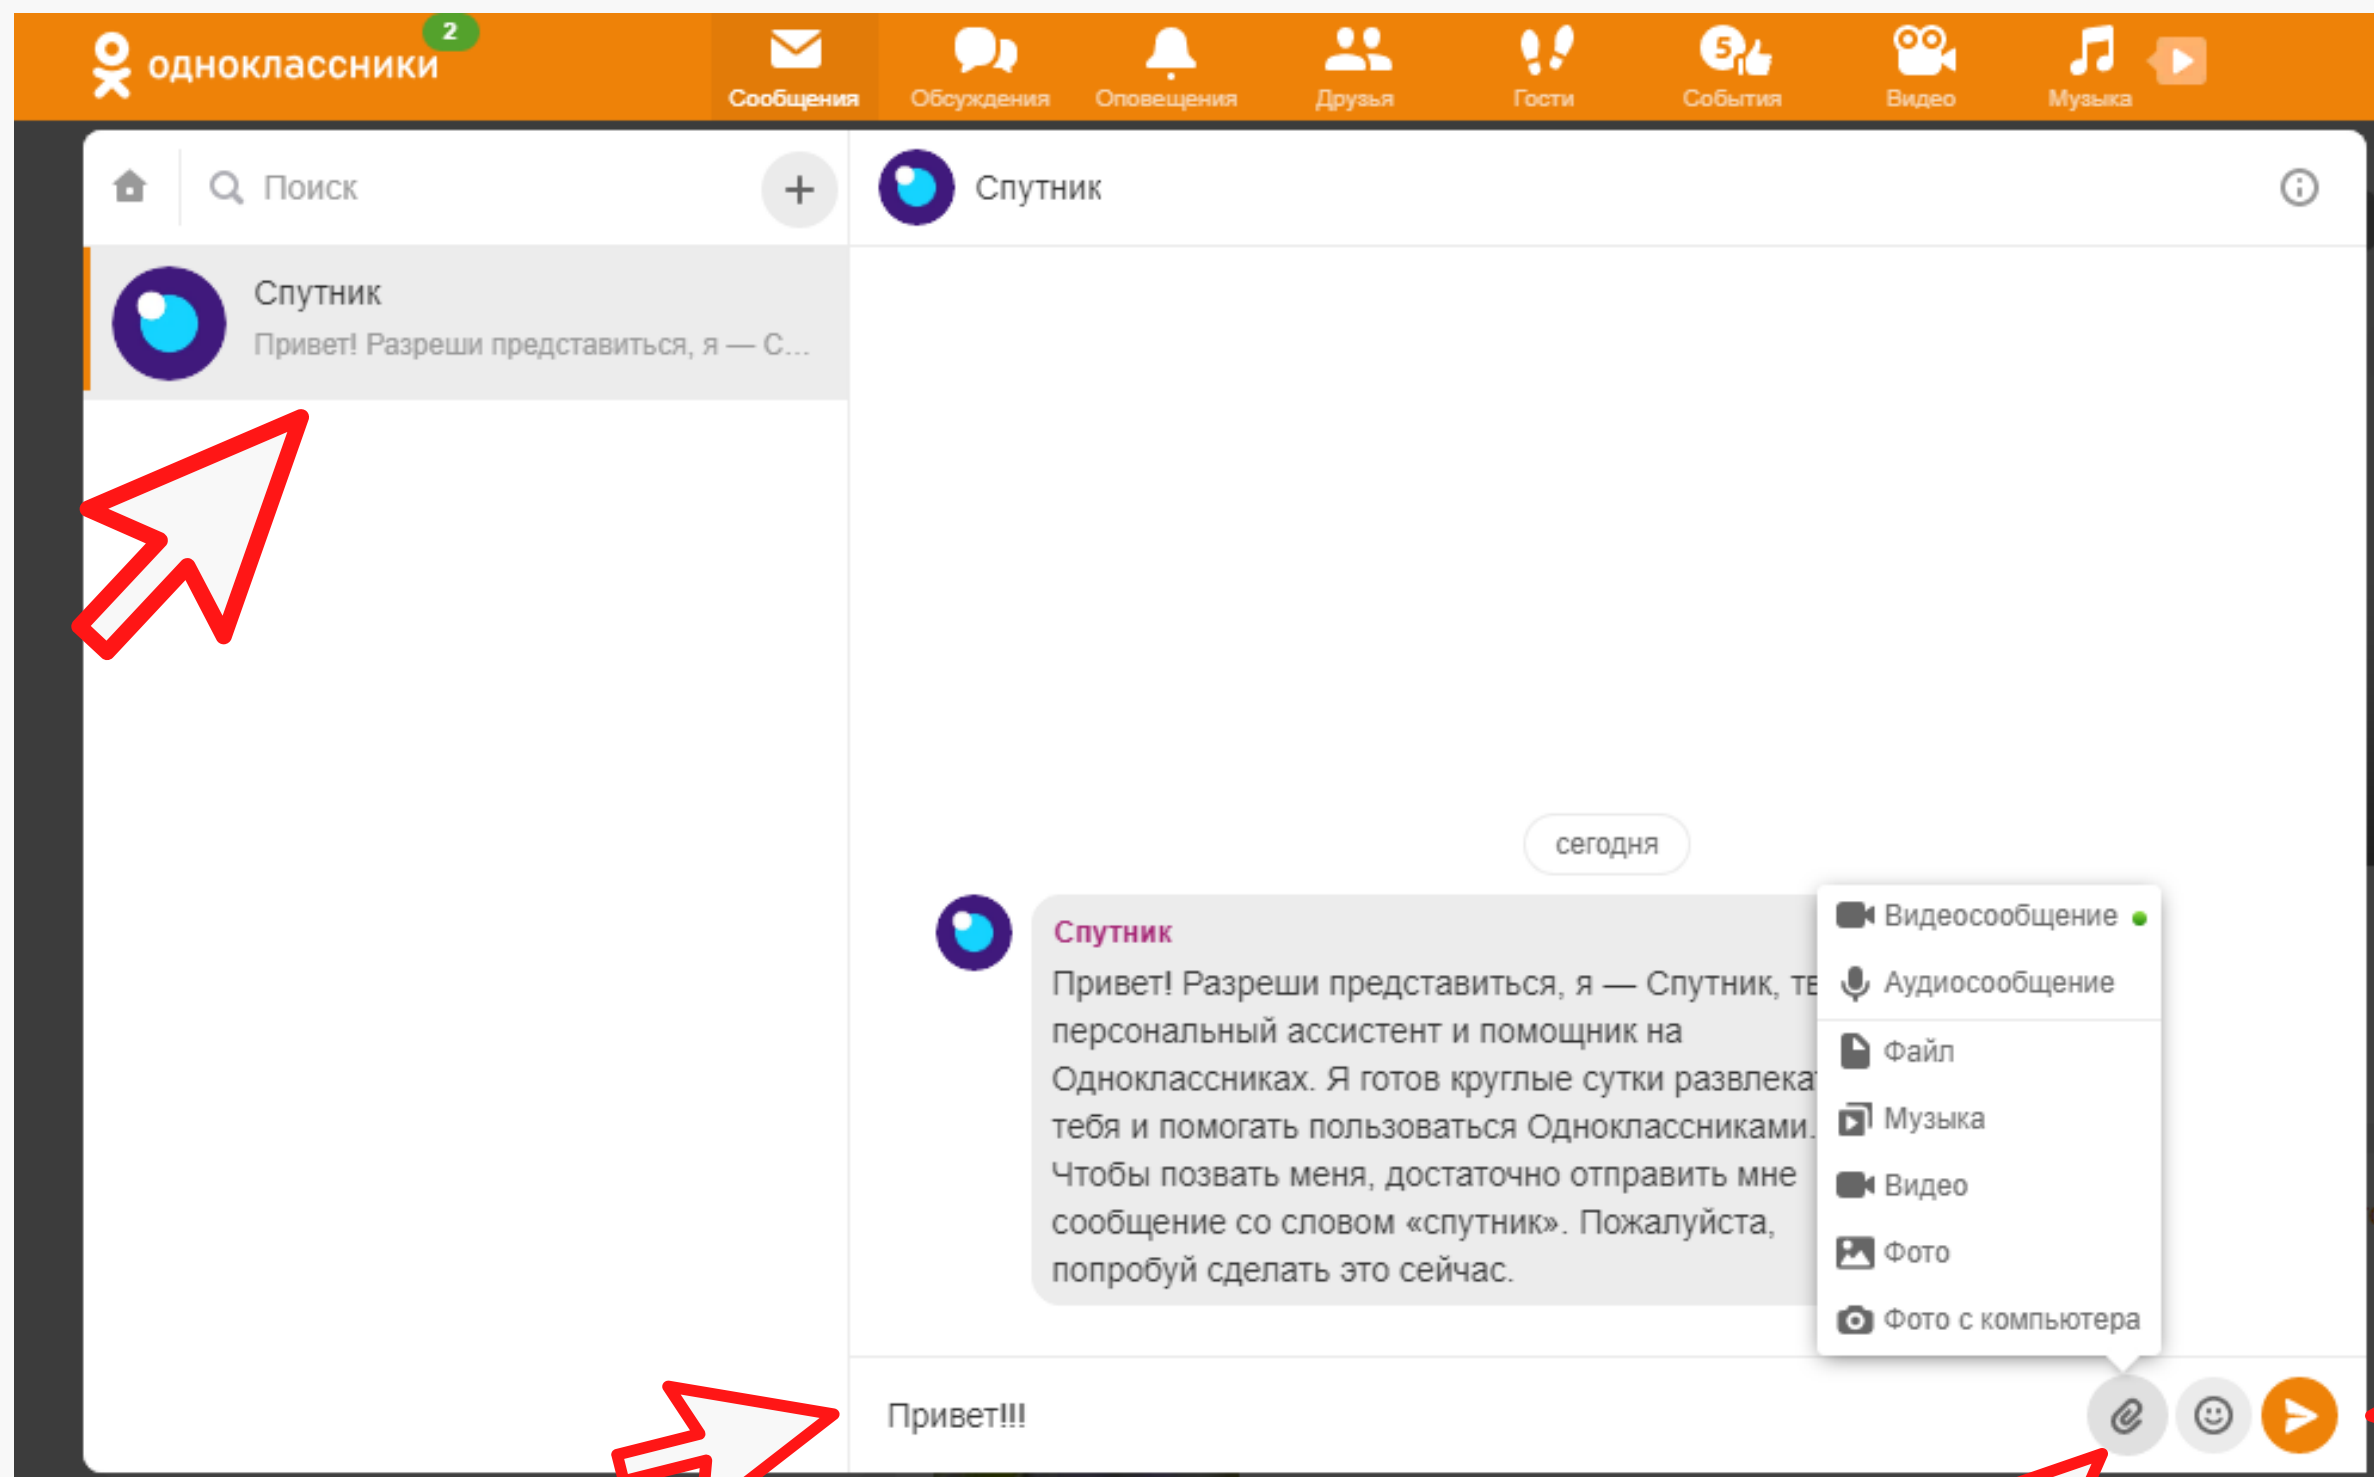 одноклассники
2
Сообщения
Обсуждения
Оповещения
Друзья
Гости
5
События
Видео
Музыка
Поиск
Спутник
Спутник
Привет! Разреши представиться, я — С...
сегодня
Спутник
Привет! Разреши представиться, я — Спутник,
персональный ассистент и помощник на
Одноклассниках. Я готов круглые сутки развлека
тебя и помогать пользоваться Одноклассниками.
Чтобы позвать меня, достаточно отправить мне
сообщение со словом «спутник». Пожалуйста,
попробуй сделать это сейчас.
Видеосообщение
Аудиосообщение
Файл
Музыка
Видео
Фото
Фото с компьютера
Привет!!!